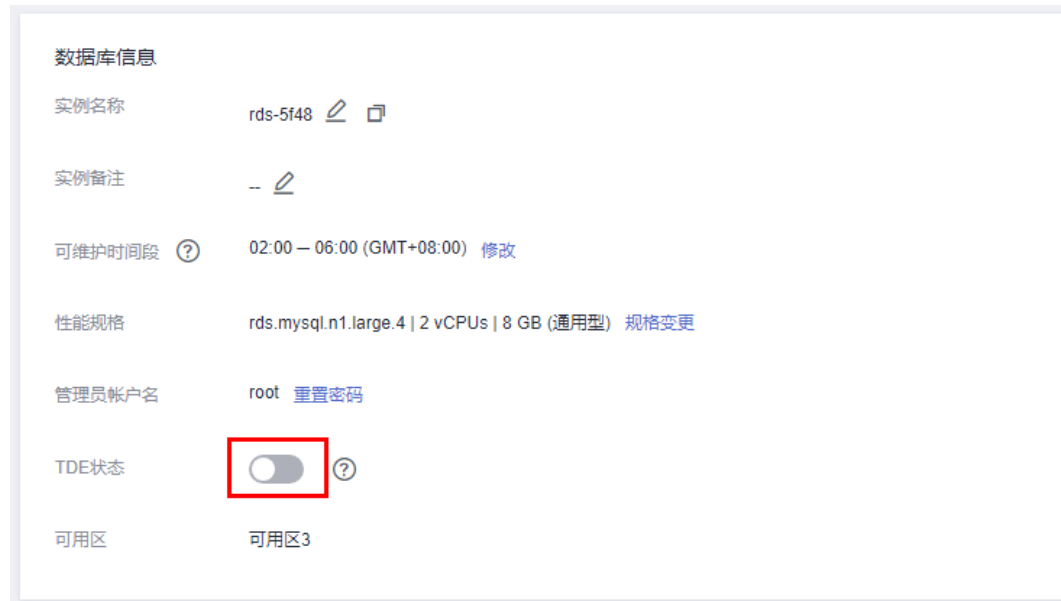 数据库信息
实例名称 rds-5f48
实例备注 --
可维护时间段 ? 02:00 — 06:00 (GMT+08:00) 修改
性能规格 rds.mysql.n1.large.4 | 2 vCPUs | 8 GB (通用型) 规格变更
管理员帐户名 root 重置密码
TDE状态 ?
可用区 可用区3